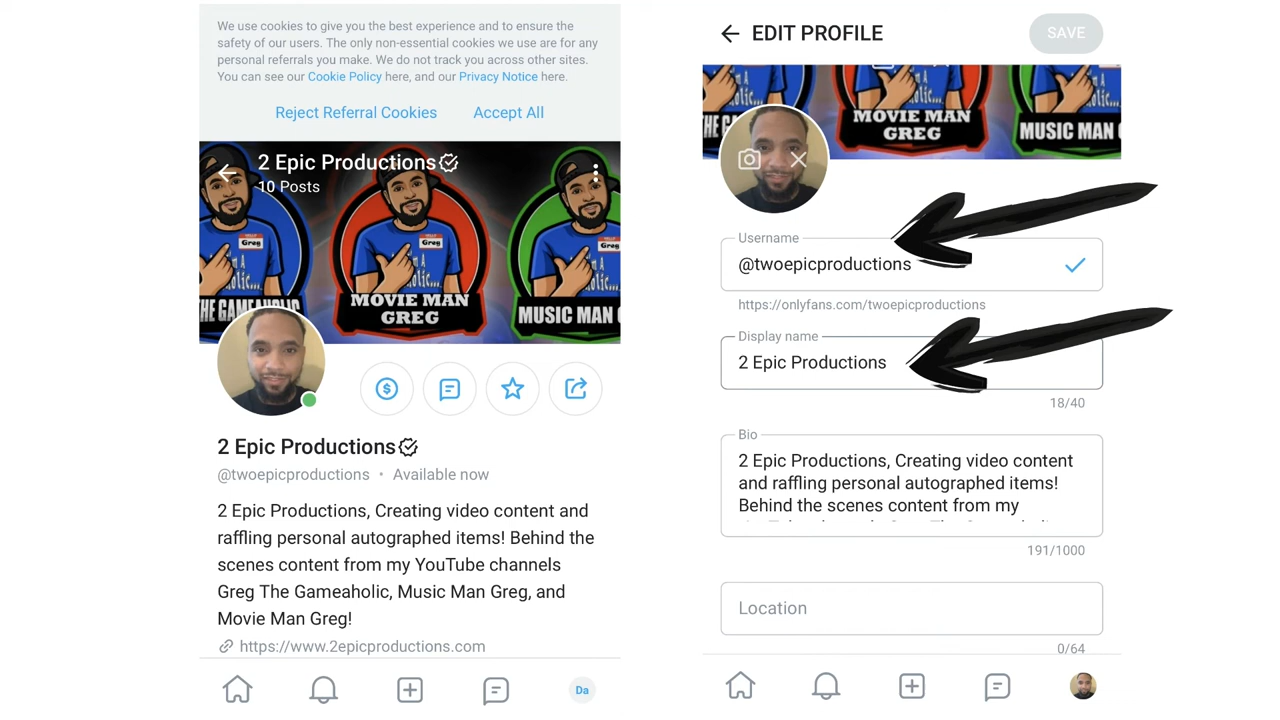 We use cookies to give you the best experience and to ensure the
safety of our users. The only non-essential cookies we use are for any
personal referrals you make. We do not track you across other sites.
You can see our Cookie Policy here, and our Privacy Notice here.
Reject Referral Cookies Accept All
2 Epic Productions
10 Posts
Greg
Greg
THE GAMEAHOLIC
MOVIE MAN
GREG
MUSIC MAN
2 Epic Productions
@twoepicproductions • Available now
2 Epic Productions, Creating video content and
raffling personal autographed items! Behind the
scenes content from my YouTube channels
Greg The Gameaholic, Music Man Greg, and
Movie Man Greg!
https://www.2epicproductions.com
Da
EDIT PROFILE
SAVE
MOVIE MAN
GREG
MUSIC MAN
Username
@twoepicproductions
https://onlyfans.com/twoepicproductions
Display name
2 Epic Productions
18/40
Bio
2 Epic Productions, Creating video content
and raffling personal autographed items!
Behind the scenes content from my
191/1000
Location
0/64